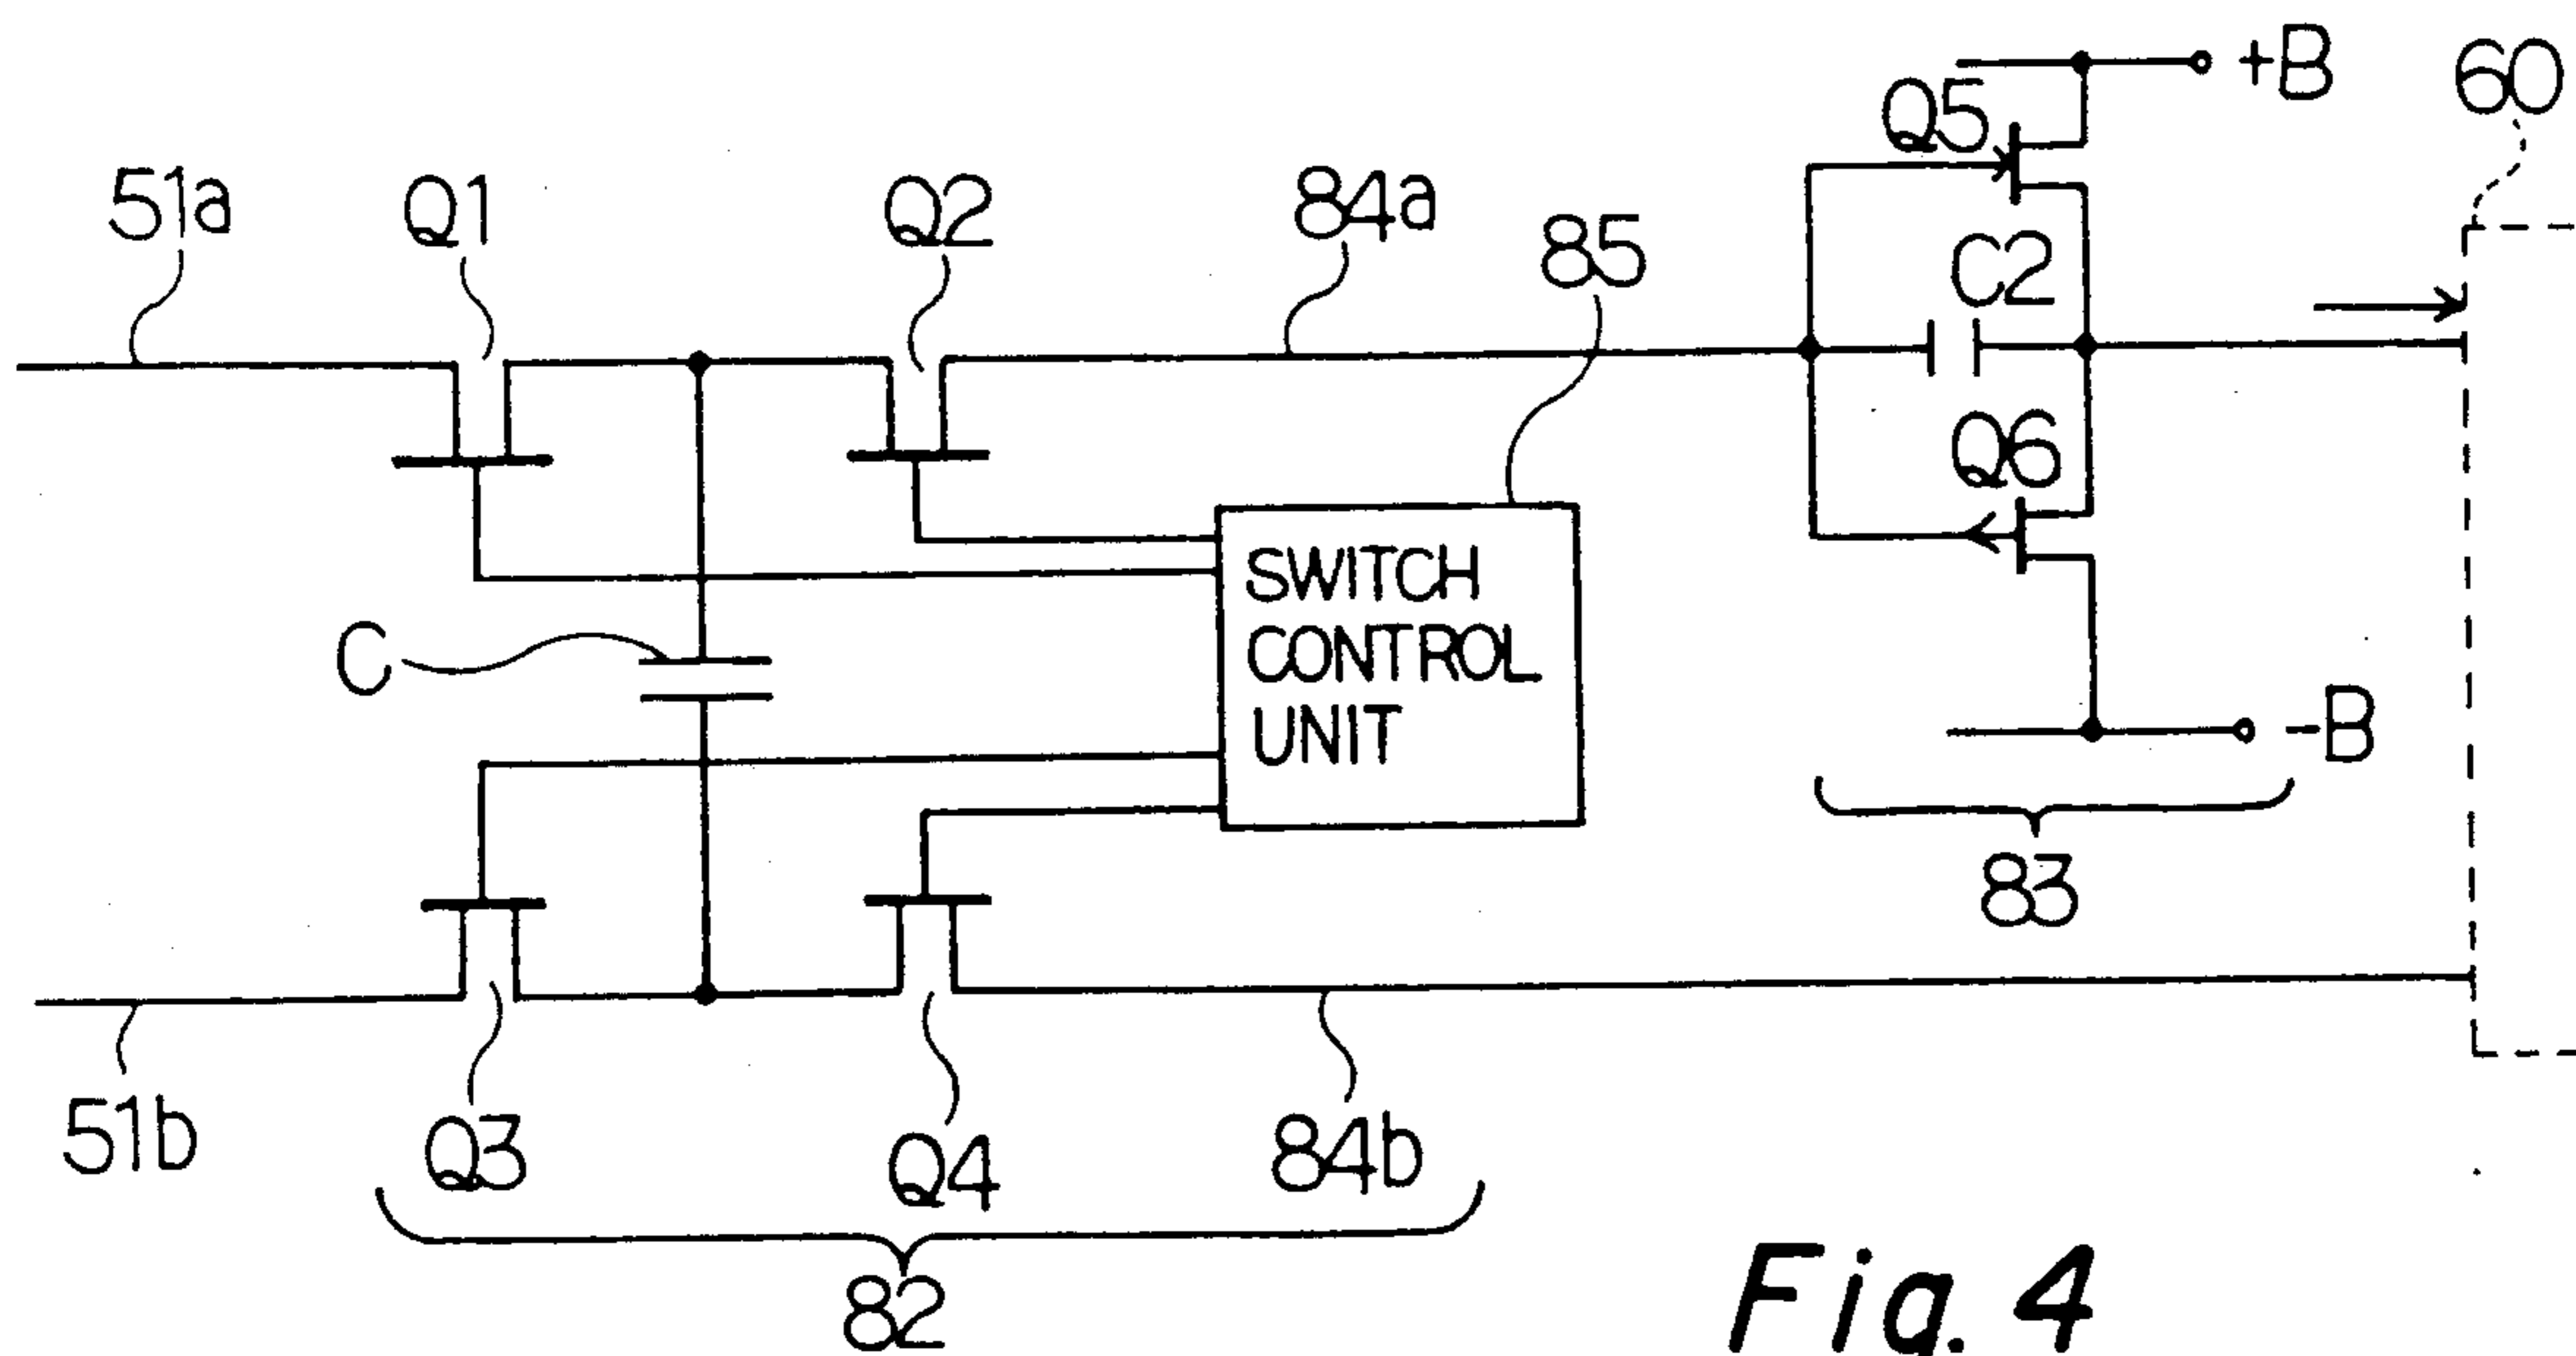 +B
60
Q5
51a
Q1
Q2
84a
85
C2
Q6
SWITCH
CONTROL
UNIT
C
-B
83
51b
Q3
Q4
84b
82
Fig. 4